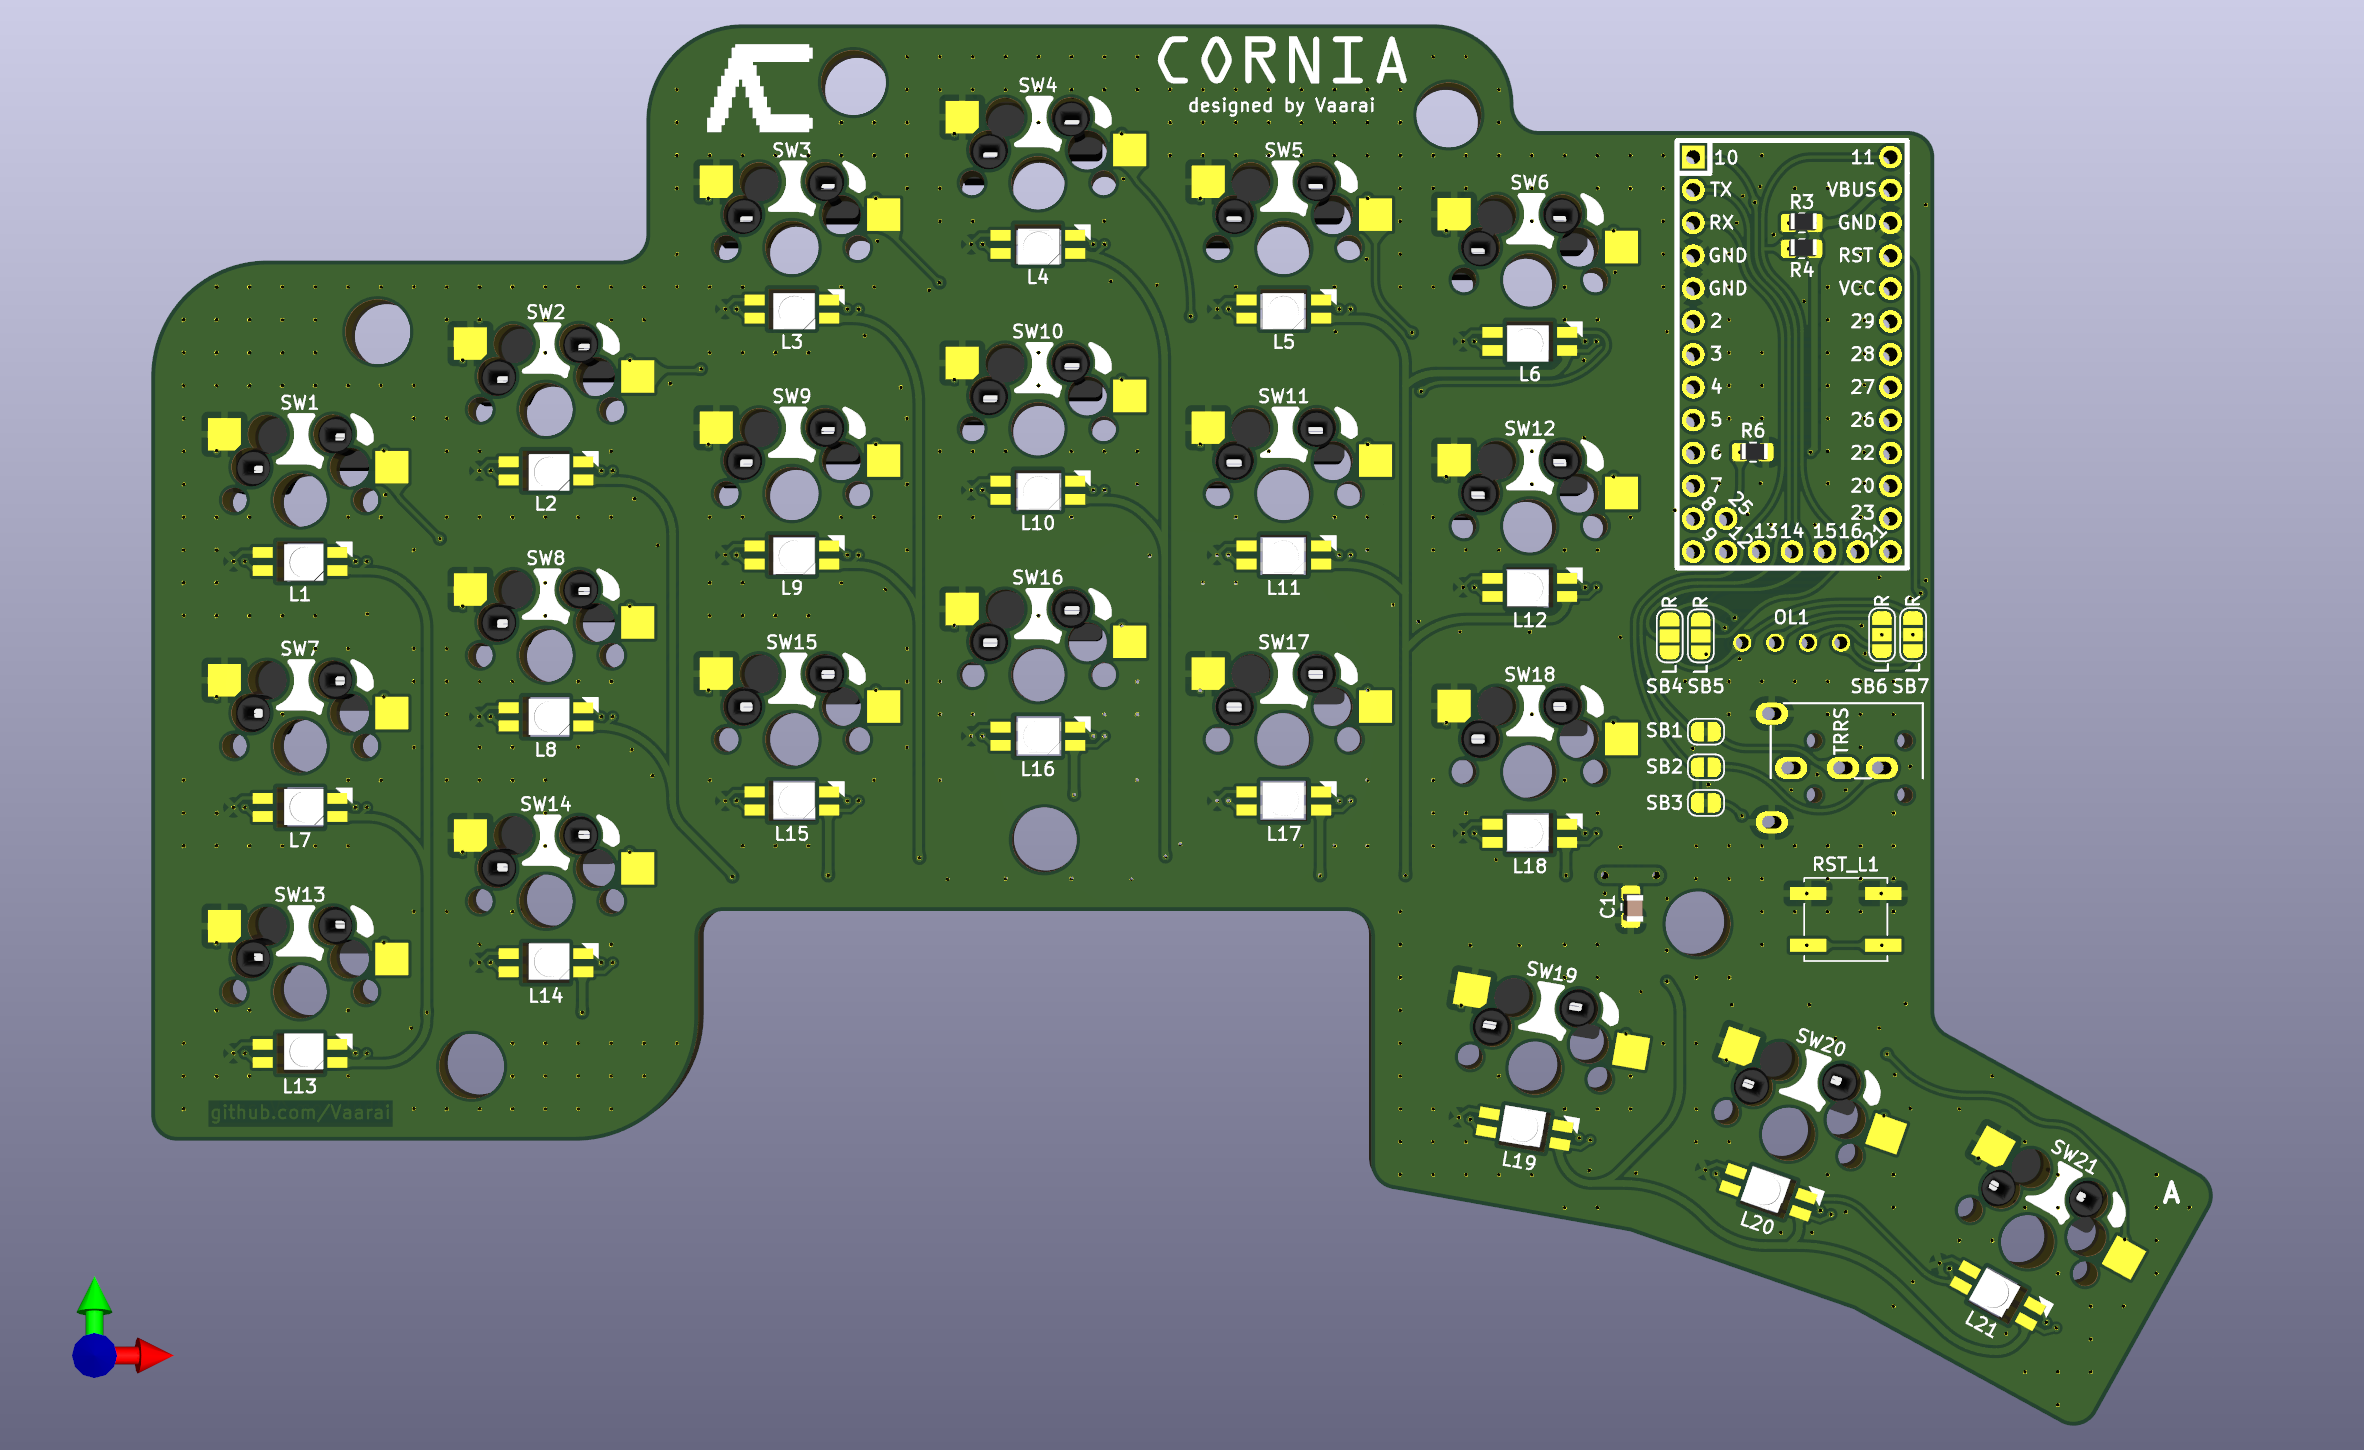 CORNIA
designed by Vaarai
SW4
SW3
SW5
SW6
10
11
TX
VBUS
R3
RX
GND
GND
RST
R4
GND
VCC
L4
SW2
2
29
SW10
L3
L5
3
28
L6
4
27
SW9
SW11
SW1
5
26
SW12
R6
6
22
L2
7
20
8
25
23
L10
9
12
13
14
15
16
21
SW8
SW16
L9
L11
L1
R
R
R
R
OL1
L12
SW7
SW15
SW17
L
L
L
L
SW18
SB4
SB5
SB6
SB7
TRRS
SB1
L8
SB2
L16
SW14
SB3
L7
L15
L17
L18
RST_L1
SW13
C1
SW19
L14
SW20
L13
github.com/Vaarai
SW21
L19
A
L20
L21